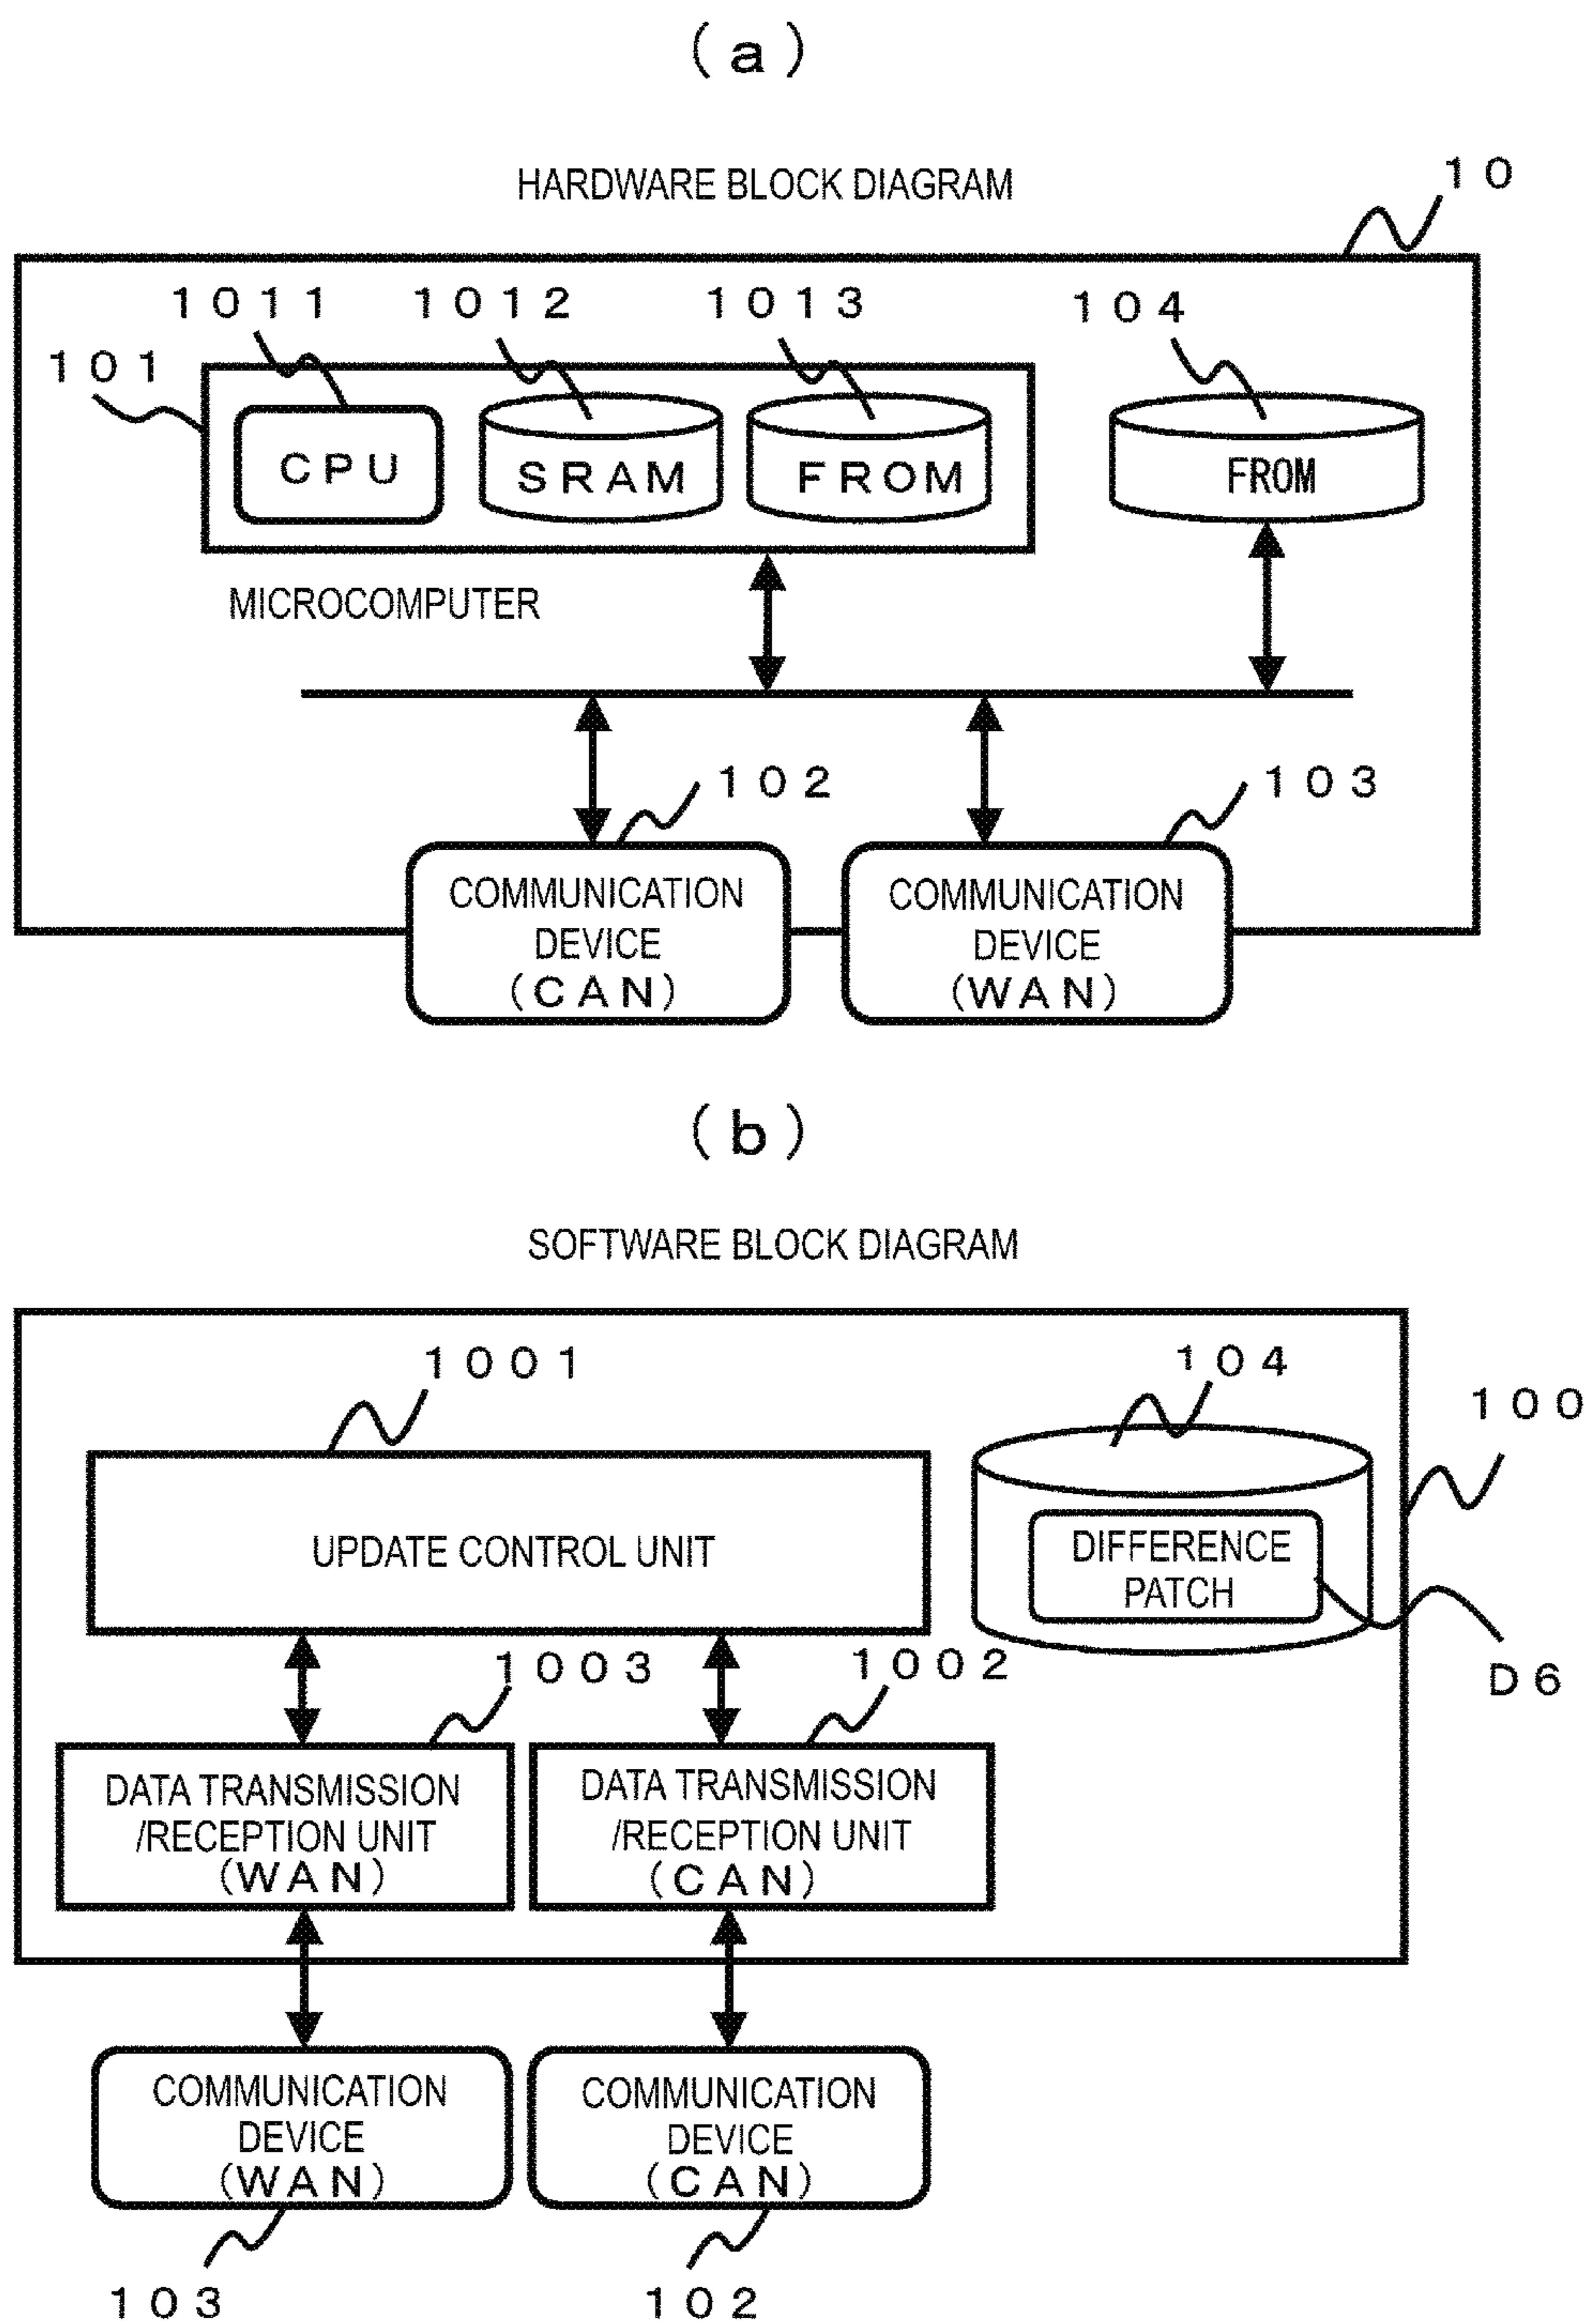 (a)
HARDWARE BLOCK DIAGRAM
10
1011
1012
1013
104
101
CPU
SRAM
FROM
FROM
MICROCOMPUTER
102
103
COMMUNICATION
DEVICE
(CAN)
COMMUNICATION
DEVICE
(WAN)
(b)
SOFTWARE BLOCK DIAGRAM
1001
104
100
UPDATE CONTROL UNIT
DIFFERENCE
PATCH
D6
1003
1002
DATA TRANSMISSION
/RECEPTION UNIT
(WAN)
DATA TRANSMISSION
/RECEPTION UNIT
(CAN)
COMMUNICATION
DEVICE
(WAN)
COMMUNICATION
DEVICE
(CAN)
103
102